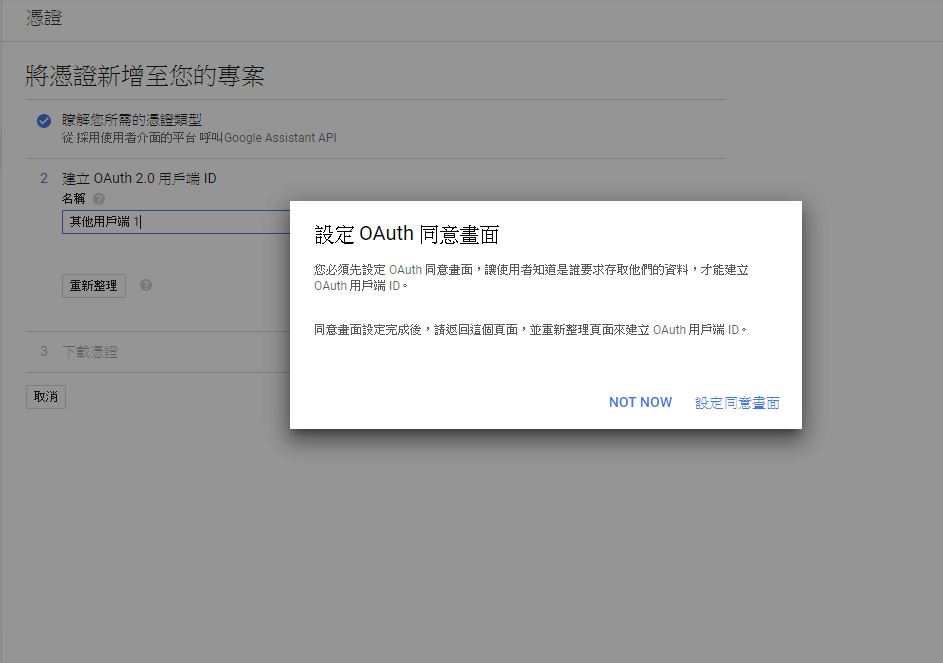 憑證
將憑證新增至您的專案
瞭解您所需的憑證類型
從 採用使用者介面的平台 呼叫Google Assistant API
2 建立 OAuth 2.0 用戶端 ID
名稱 ?
其他用戶端 1
重新整理 ?
3 下載憑證
取消
設定 OAuth 同意畫面
您必須先設定 OAuth 同意畫面，讓使用者知道是誰要求存取他們的資料，才能建立
OAuth 用戶端 ID。
同意畫面設定完成後，請返回這個頁面，並重新整理頁面來建立 OAuth 用戶端 ID。
NOT NOW 設定同意畫面